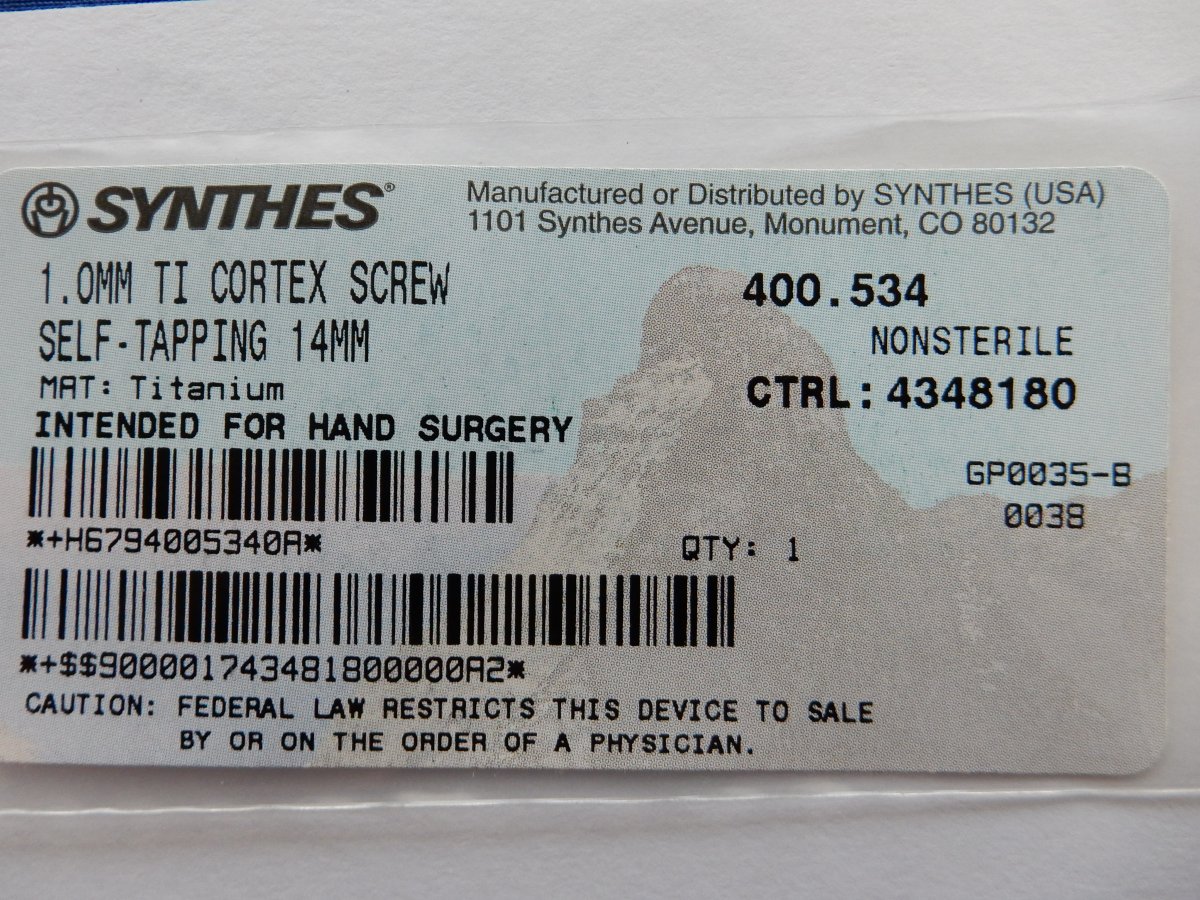 SYNTHES®
Manufactured or Distributed by SYNTHES (USA)
1101 Synthes Avenue, Monument, CO 80132
1.0MM TI CORTEX SCREW
SELF-TAPPING 14MM
MAT: Titanium
INTENDED FOR HAND SURGERY
400.534
NONSTERILE
CTRL: 4348180
GP0035-B
0038
*+H6794005340A*
QTY: 1
*+$$90000174348180​0000A2*
CAUTION: FEDERAL LAW RESTRICTS THIS DEVICE TO SALE
BY OR ON THE ORDER OF A PHYSICIAN.